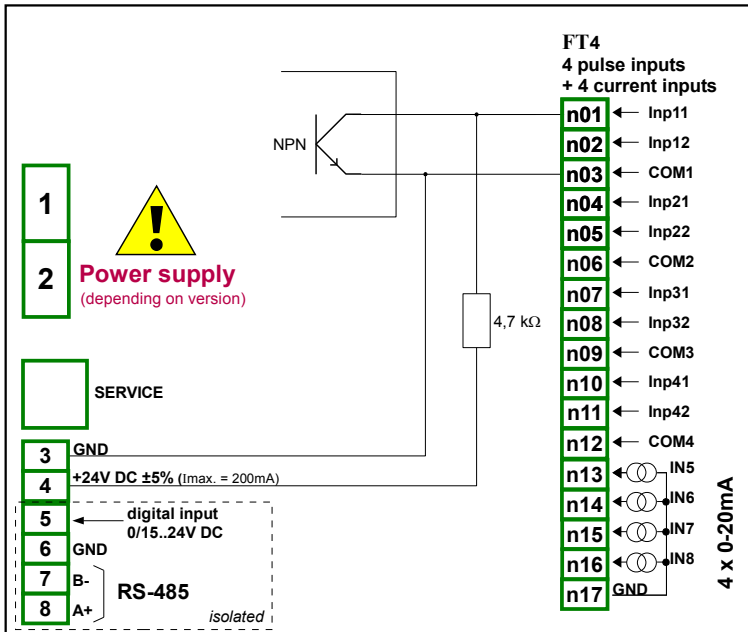 FT4
4 pulse inputs
+ 4 current inputs
n01 Inp11
n02 Inp12
n03 COM1
n04 Inp21
n05 Inp22
n06 COM2
n07 Inp31
n08 Inp32
n09 COM3
n10 Inp41
n11 Inp42
n12 COM4
n13 IN5
n14 IN6
n15 IN7
n16 IN8
n17 GND
4 x 0-20mA
NPN
4,7 kΩ
1
2
!
Power supply
(depending on version)
SERVICE
3 GND
4 +24V DC ±5% (Imax. = 200mA)
5 digital input
0/15..24V DC
6 GND
7 B-
8 A+
RS-485
isolated